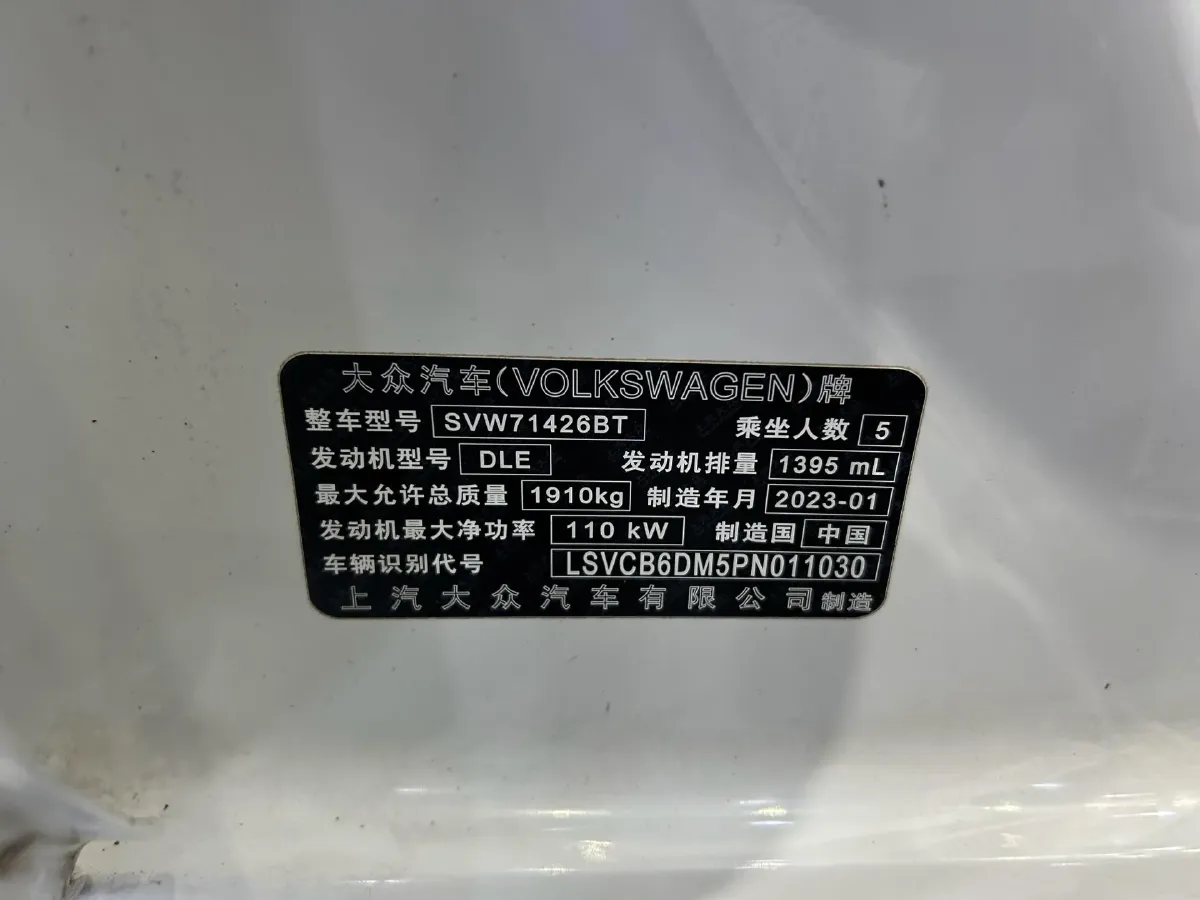 大众汽车(VOLKSWAGEN)牌
整车型号 SVW71426BT 乘坐人数 5
发动机型号 DLE 发动机排量 1395 mL
最大允许总质量 1910kg 制造年月 2023-01
发动机最大净功率 110 kW 制造国 中国
车辆识别代号 LSVCB6DM5PN011030
上汽大众汽车有限公司制造